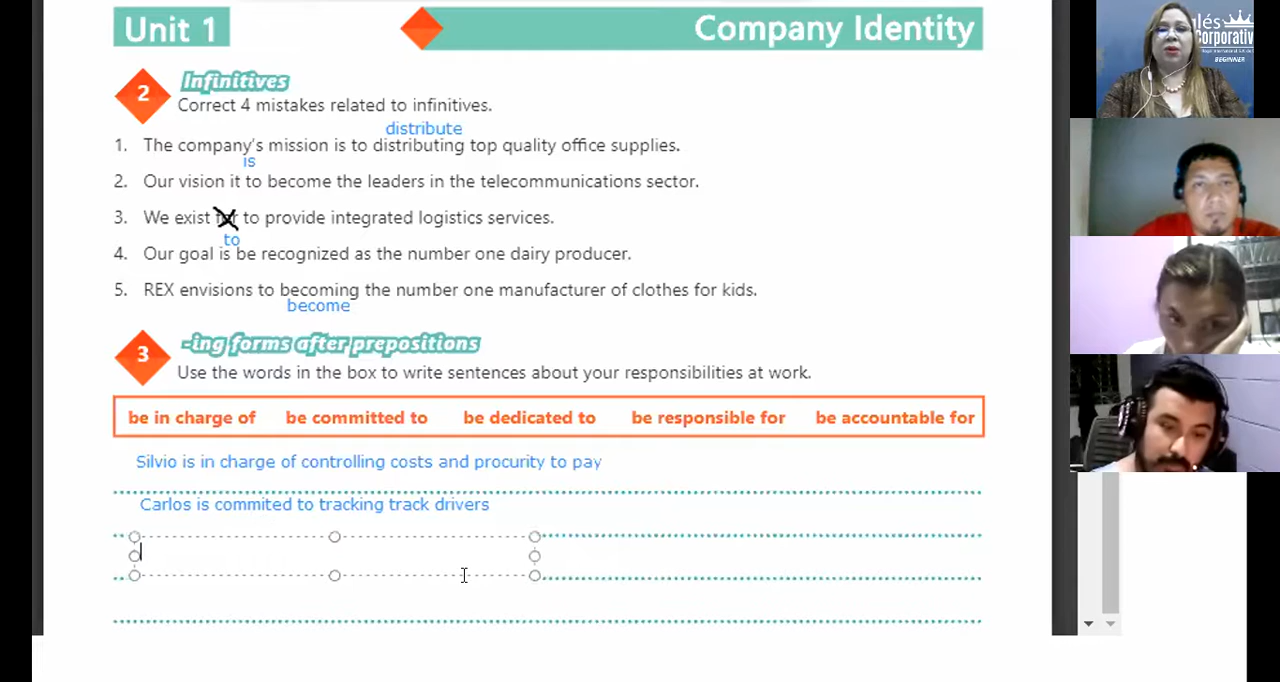 Unit 1
Company Identity
2
Infinitives
Correct 4 mistakes related to infinitives.
distribute
1. The company's mission is to distributing top quality office supplies.
is
2. Our vision it to become the leaders in the telecommunications sector.
3. We exist for to provide integrated logistics services.
to
4. Our goal is be recognized as the number one dairy producer.
5. REX envisions to becoming the number one manufacturer of clothes for kids.
become
3
-ing forms after prepositions
Use the words in the box to write sentences about your responsibilities at work.
be in charge of be committed to be dedicated to be responsible for be accountable for
Silvio is in charge of controlling costs and procurity to pay
Carlos is commited to tracking track drivers
BEGINNER